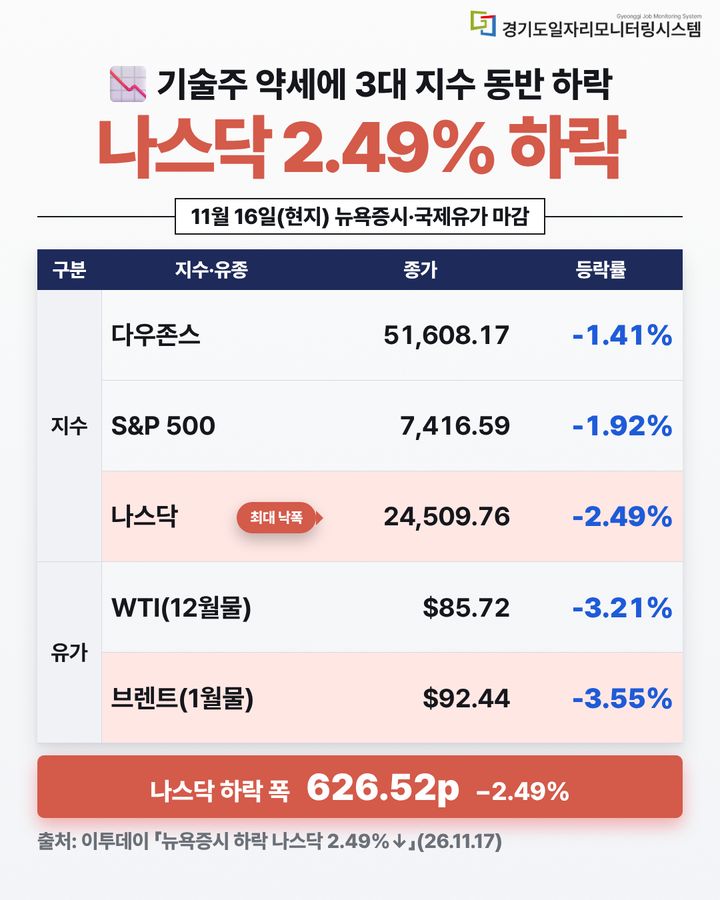 Gyeonggi Job Monitoring System
경기도일자리모니터링시스템
기술주 약세에 3대 지수 동반 하락
나스닥 2.49% 하락
11월 16일(현지) 뉴욕증시·국제유가 마감
구분 지수·유종 종가 등락률
지수
다우존스 51,608.17 -1.41%
S&P 500 7,416.59 -1.92%
나스닥 최대 낙폭 24,509.76 -2.49%
유가
WTI(12월물) $85.72 -3.21%
브렌트(1월물) $92.44 -3.55%
나스닥 하락 폭 626.52p −2.49%
출처: 이투데이 「뉴욕증시 하락 나스닥 2.49%↓」(26.11.17)